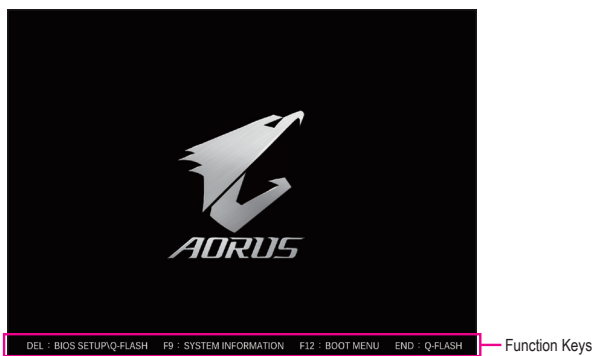 AORUS
DEL : BIOS SETUP\Q-FLASH F9 : SYSTEM INFORMATION F12 : BOOT MENU END : Q-FLASH
Function Keys